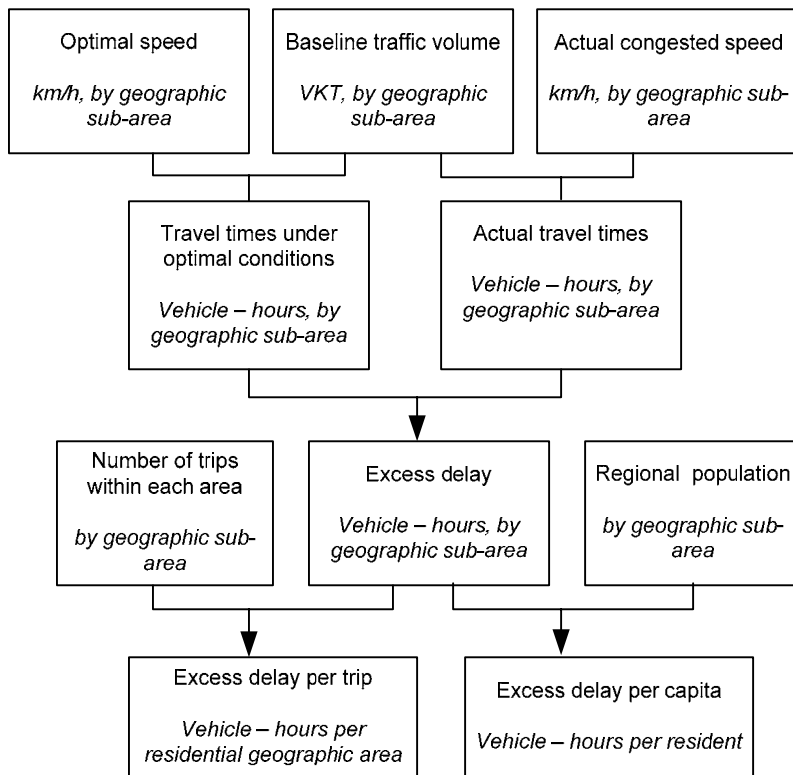 Optimal speed
km/h, by geographic
sub-area
Baseline traffic volume
VKT, by geographic
sub-area
Actual congested speed
km/h, by geographic sub-
area
Travel times under
optimal conditions
Vehicle – hours, by
geographic sub-area
Actual travel times
Vehicle – hours, by
geographic sub-area
Number of trips
within each area
by geographic sub-
area
Excess delay
Vehicle – hours, by
geographic sub-area
Regional population
by geographic sub-
area
Excess delay per trip
Vehicle – hours per
residential geographic area
Excess delay per capita
Vehicle – hours per resident